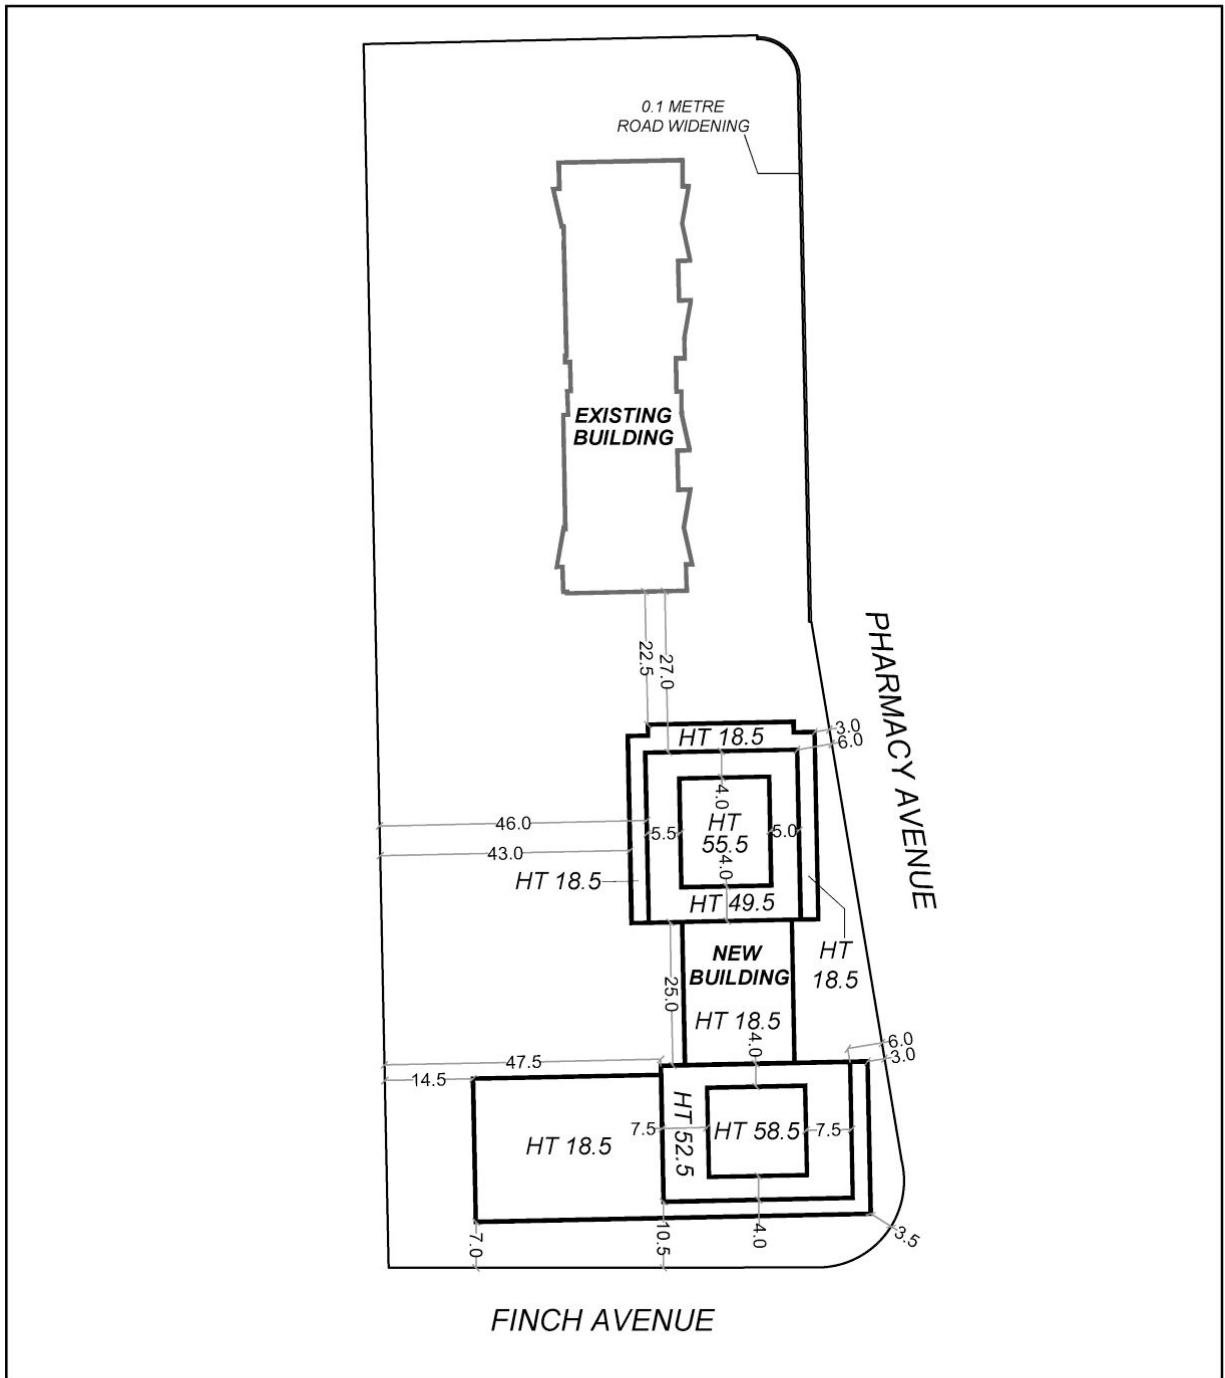 0.1 METRE
ROAD WIDENING
EXISTING
BUILDING
22.5
27.0
PHARMACY AVENUE
3.0
6.0
HT 18.5
4.0
46.0
5.5
HT
55.5
5.0
43.0
4.0
HT 18.5
HT 49.5
NEW
BUILDING
HT
18.5
25.0
HT 18.5
4.0
6.0
3.0
47.5
14.5
HT 18.5
7.5
HT 52.5
HT 58.5
7.5
7.0
10.5
4.0
3.5
FINCH AVENUE